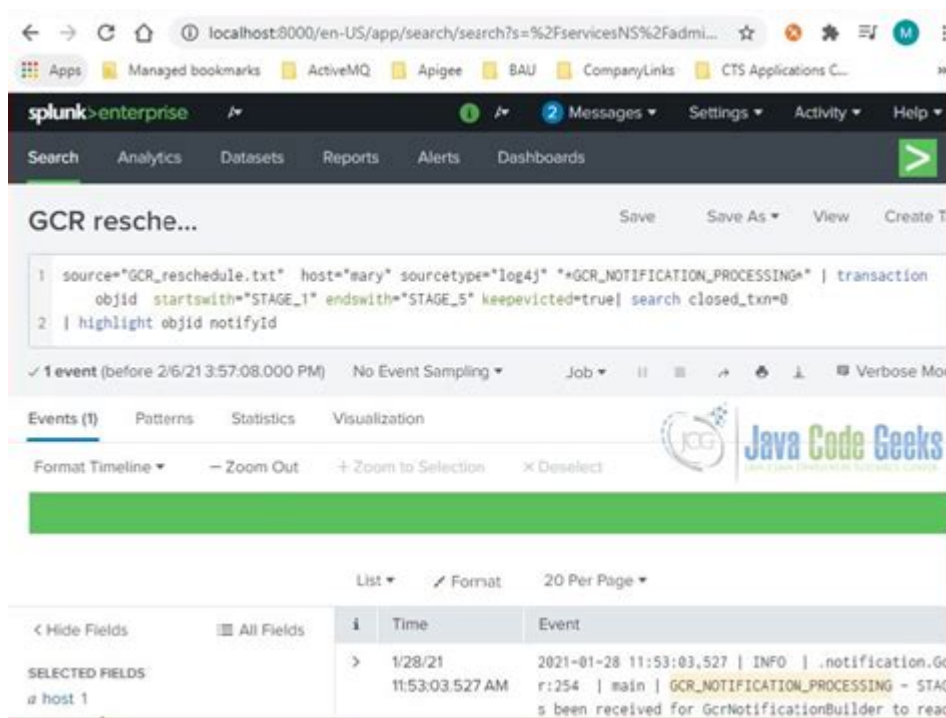 localhost:8000/en-US/app/search/search?s=%2FservicesNS%2Fadmi...
M
Apps Managed bookmarks ActiveMQ Apigee BAU CompanyLinks CTS Applications C...
splunk>enterprise 2 Messages Settings Activity Help
Search Analytics Datasets Reports Alerts Dashboards
GCR resche...
Save Save As View Create T
1 source="GCR_reschedule.txt" host="mary" sourcetype="log4j" "*GCR_NOTIFICATION_PROCESSING*" | transaction
objid startswith="STAGE_1" endswith="STAGE_5" keepevicted=true| search closed_txn=0
2 | highlight objid notifyId
✓ 1 event (before 2/6/21 3:57:08.000 PM) No Event Sampling Job Verbose Mod
Events (1) Patterns Statistics Visualization
JCG Java Code Geeks
Format Timeline — Zoom Out + Zoom to Selection × Deselect
List Format 20 Per Page
< Hide Fields All Fields i Time Event
SELECTED FIELDS
a host 1
> 1/28/21
11:53:03.527 AM
2021-01-28 11:53:03,527 | INFO | .notification.Gc
r:254 | main | GCR_NOTIFICATION_PROCESSING - STAG
s been received for GcrNotificationBuilder to reac